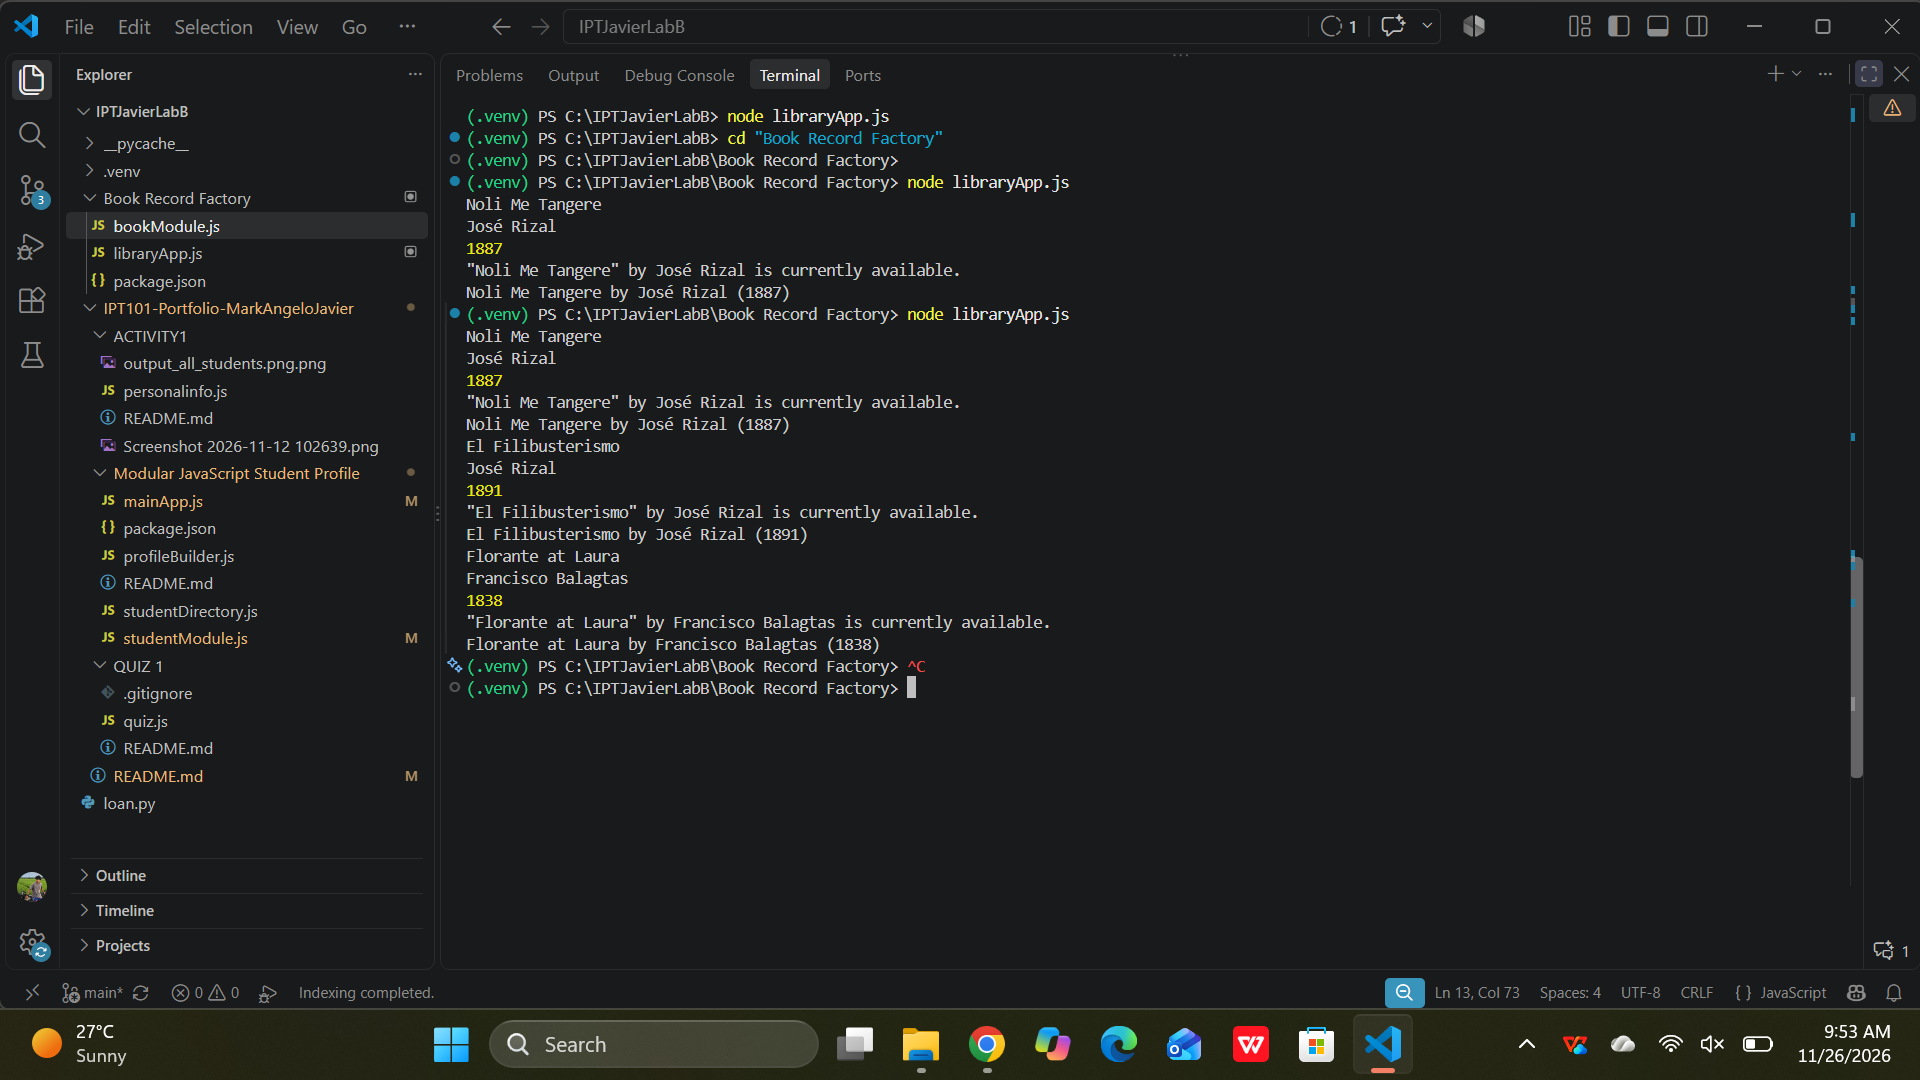 File Edit Selection View Go ··· IPTJavierLabB 1
Explorer ···
IPTJavierLabB
__pycache__
.venv
Book Record Factory
JS bookModule.js
JS libraryApp.js
{} package.json
IPT101-Portfolio-MarkAngeloJavier
ACTIVITY1
output_all_students.png.png
JS personalinfo.js
README.md
Screenshot 2026-11-12 102639.png
Modular JavaScript Student Profile
JS mainApp.js M
{} package.json
JS profileBuilder.js
README.md
JS studentDirectory.js
JS studentModule.js M
QUIZ 1
.gitignore
JS quiz.js
README.md
README.md M
loan.py
Outline
Timeline
Projects
3
Problems Output Debug Console Terminal Ports
(.venv) PS C:\IPTJavierLabB> node libraryApp.js
(.venv) PS C:\IPTJavierLabB> cd "Book Record Factory"
(.venv) PS C:\IPTJavierLabB\Book Record Factory>
(.venv) PS C:\IPTJavierLabB\Book Record Factory> node libraryApp.js
Noli Me Tangere
José Rizal
1887
"Noli Me Tangere" by José Rizal is currently available.
Noli Me Tangere by José Rizal (1887)
(.venv) PS C:\IPTJavierLabB\Book Record Factory> node libraryApp.js
Noli Me Tangere
José Rizal
1887
"Noli Me Tangere" by José Rizal is currently available.
Noli Me Tangere by José Rizal (1887)
El Filibusterismo
José Rizal
1891
"El Filibusterismo" by José Rizal is currently available.
El Filibusterismo by José Rizal (1891)
Florante at Laura
Francisco Balagtas
1838
"Florante at Laura" by Francisco Balagtas is currently available.
Florante at Laura by Francisco Balagtas (1838)
(.venv) PS C:\IPTJavierLabB\Book Record Factory> ^C
(.venv) PS C:\IPTJavierLabB\Book Record Factory>
1
main* 0 0 Indexing completed. Ln 13, Col 73 Spaces: 4 UTF-8 CRLF {} JavaScript
27°C
Sunny
Search
9:53 AM
11/26/2026